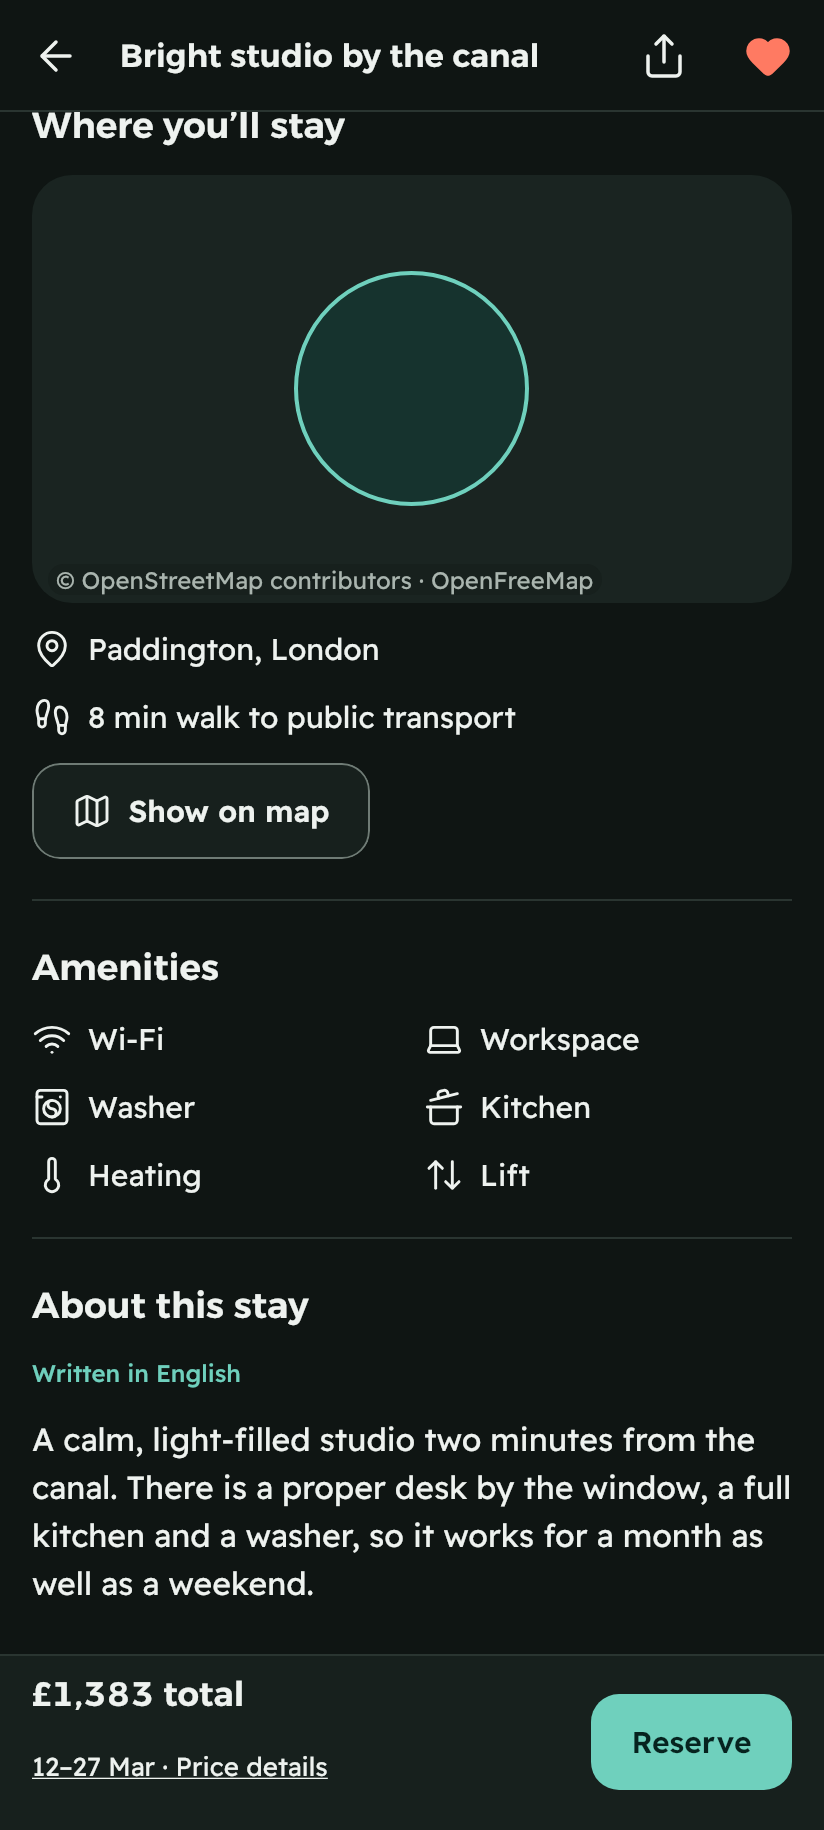 Bright studio by the canal
Where you’ll stay
© OpenStreetMap contributors · OpenFreeMap
Paddington, London
8 min walk to public transport
Show on map
Amenities
Wi-Fi
Workspace
Washer
Kitchen
Heating
Lift
About this stay
Written in English
A calm, light-filled studio two minutes from the
canal. There is a proper desk by the window, a full
kitchen and a washer, so it works for a month as
well as a weekend.
£1,383 total
12–27 Mar · Price details
Reserve